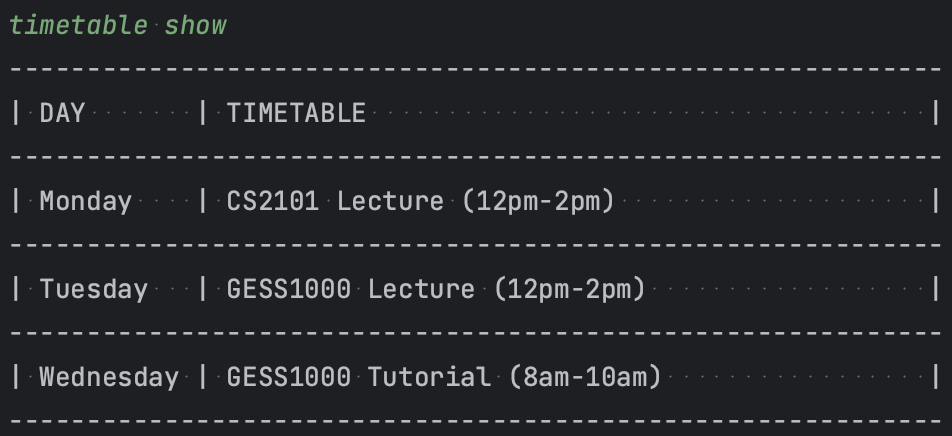 timetable show
------------------------------------------------------------
| DAY       | TIMETABLE                                    |
------------------------------------------------------------
| Monday    | CS2101 Lecture (12pm-2pm)                    |
------------------------------------------------------------
| Tuesday   | GESS1000 Lecture (12pm-2pm)                  |
------------------------------------------------------------
| Wednesday | GESS1000 Tutorial (8am-10am)                 |
------------------------------------------------------------